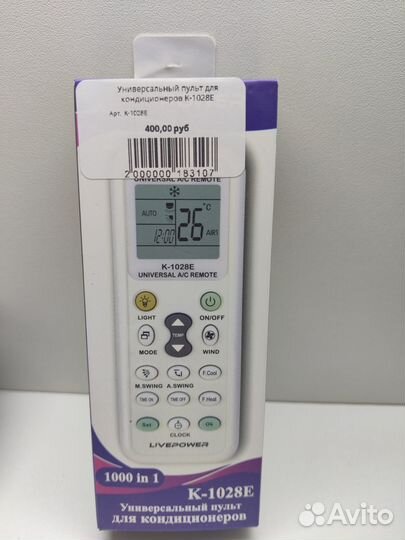 Универсальный пульт для
кондиционеров K-1028E
Арт. K-1028E
400,00 руб
2000000183107
UNIVERSAL A/C REMOTE
AUTO
26°C
12:00
AIR1
K-1028E
UNIVERSAL A/C REMOTE
LIGHT
ON/OFF
TEMP
MODE
WIND
F.Cool
M.SWING
A.SWING
TIME ON
TIME OFF
F.Heat
Set
CLOCK
Ok
LIVEPOWER
1000 in 1
K-1028E
Универсальный пульт
для кондиционеров
Avito